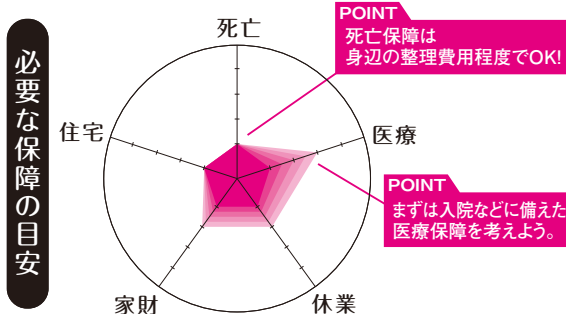 必要な保障の目安
死亡
医療
休業
家財
住宅
POINT
死亡保障は
身辺の整理費用程度でOK!
POINT
まずは入院などに備えた
医療保障を考えよう。